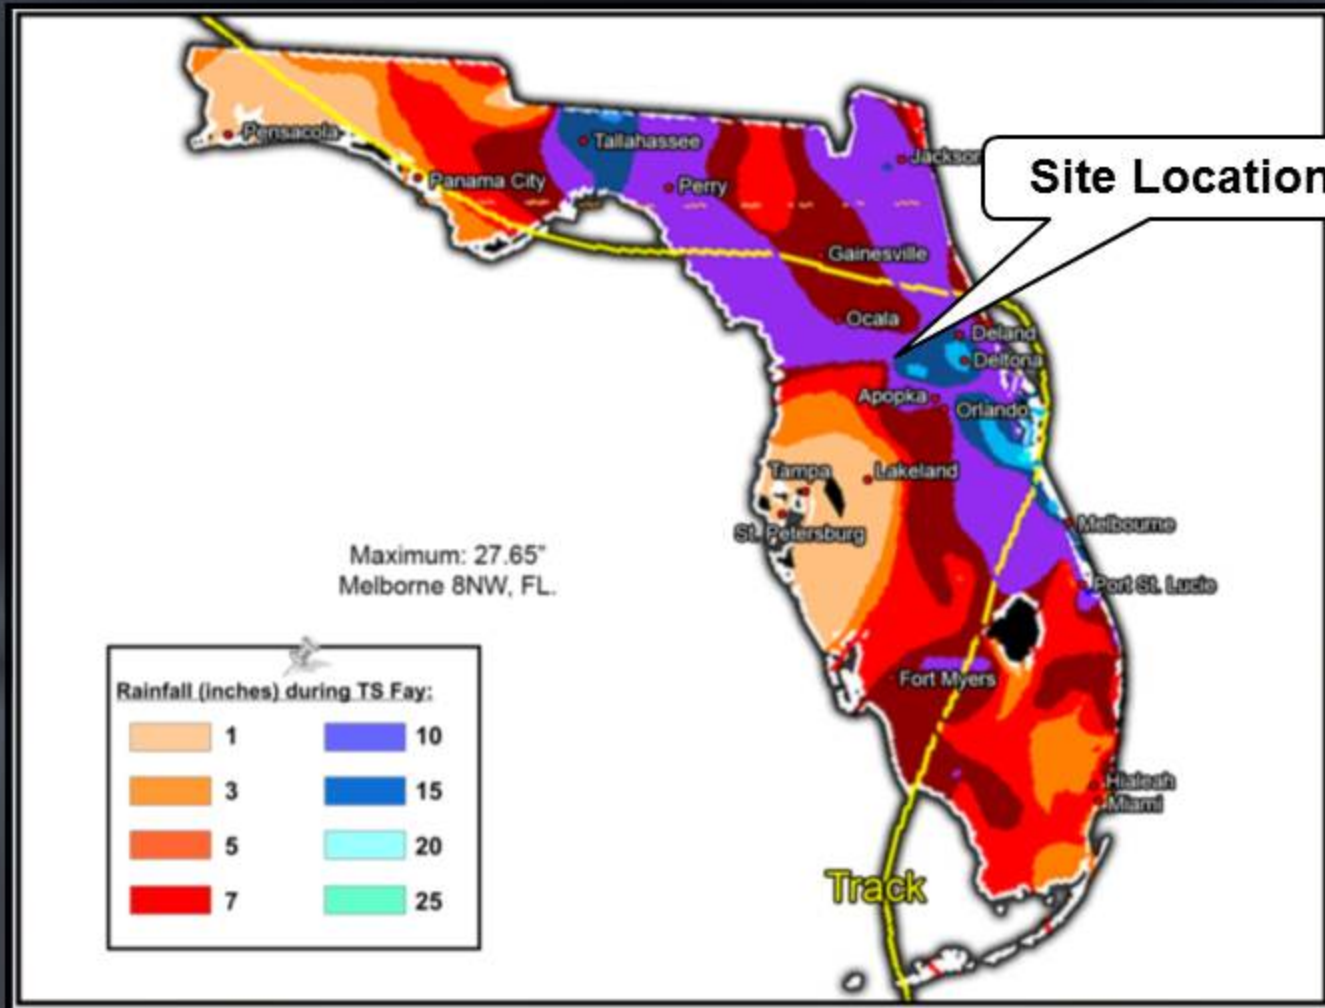 Pensacola
Tallahassee
Jackson
Panama City
Perry
Site Location
Gainesville
Ocala
Deland
Deltona
Apopka
Orlando
Tampa
Lakeland
St. Petersburg
Melbourne
Maximum: 27.65"
Melborne 8NW, FL.
Port St. Lucie
Fort Myers
Rainfall (inches) during TS Fay:
1 10
3 15
5 20
7 25
Hialeah
Miami
Track